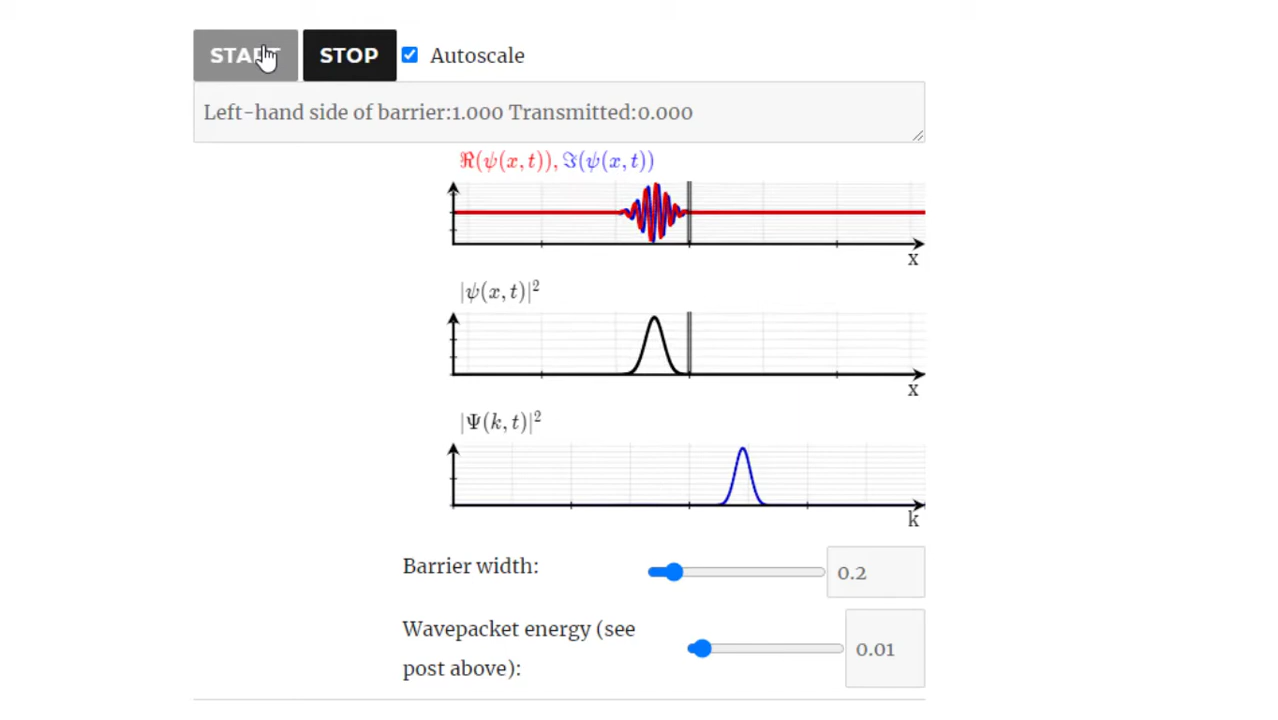 START STOP Autoscale
Left-hand side of barrier:1.000 Transmitted:0.000
ℜ(ψ(x,t)), ℑ(ψ(x,t))
x
|ψ(x,t)|²
x
|Ψ(k,t)|²
k
Barrier width: 0.2
Wavepacket energy (see
post above): 0.01